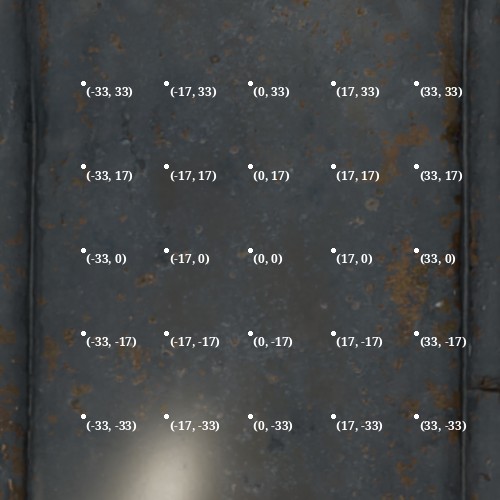 (-33, 33) (-17, 33) (0, 33) (17, 33) (33, 33)
(-33, 17) (-17, 17) (0, 17) (17, 17) (33, 17)
(-33, 0) (-17, 0) (0, 0) (17, 0) (33, 0)
(-33, -17) (-17, -17) (0, -17) (17, -17) (33, -17)
(-33, -33) (-17, -33) (0, -33) (17, -33) (33, -33)